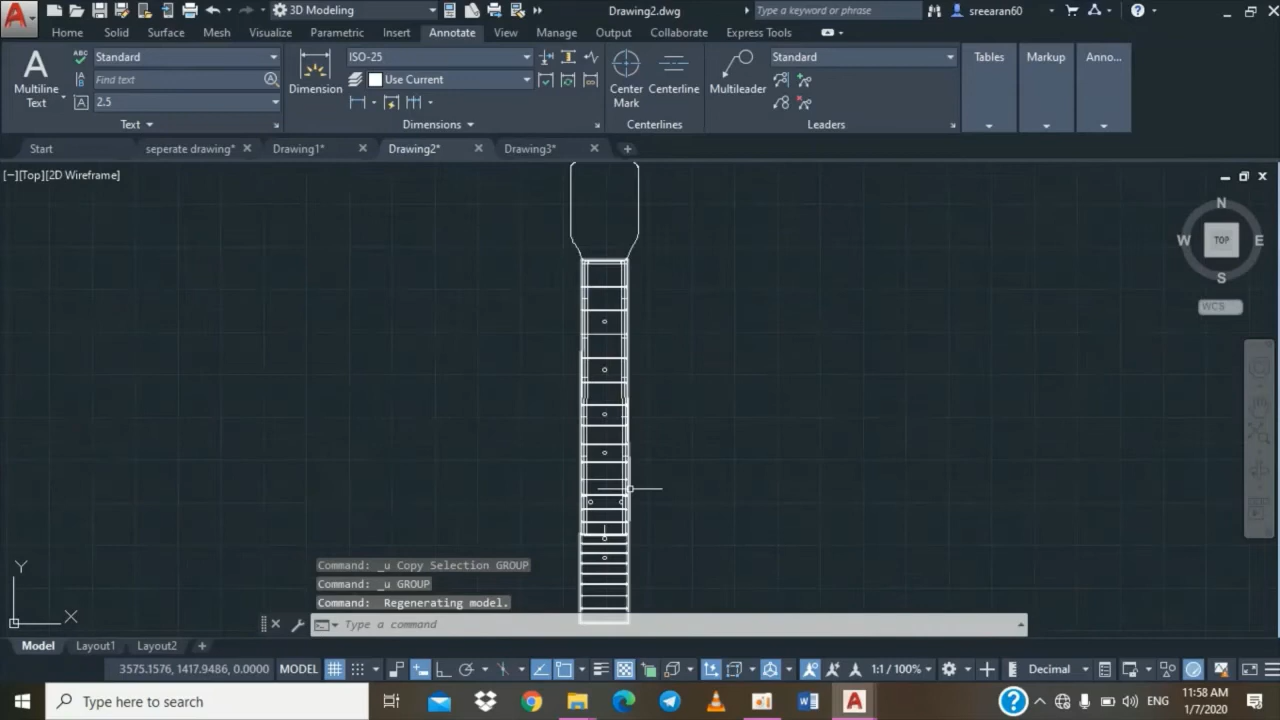 3D Modeling
Drawing2.dwg
Type a keyword or phrase
sreearan60
Home Solid Surface Mesh Visualize Parametric Insert Annotate View Manage Output Collaborate Express Tools
Standard ISO-25 Standard
Find text Use Current
2.5
Multiline
Text
Dimension
Center
Mark
Centerline
Multileader
Tables Markup Anno...
Text Dimensions Centerlines Leaders
Start seperate drawing* Drawing1* Drawing2* Drawing3*
[−][Top][2D Wireframe]
N
W TOP E
S
WCS
Y
X
Command: _u Copy Selection GROUP
Command: _u GROUP
Command:  Regenerating model.
Type a command
Model Layout1 Layout2
3575.1576, 1417.9486, 0.0000 MODEL 1:1 / 100% Decimal
Type here to search
ENG
11:58 AM
1/7/2020